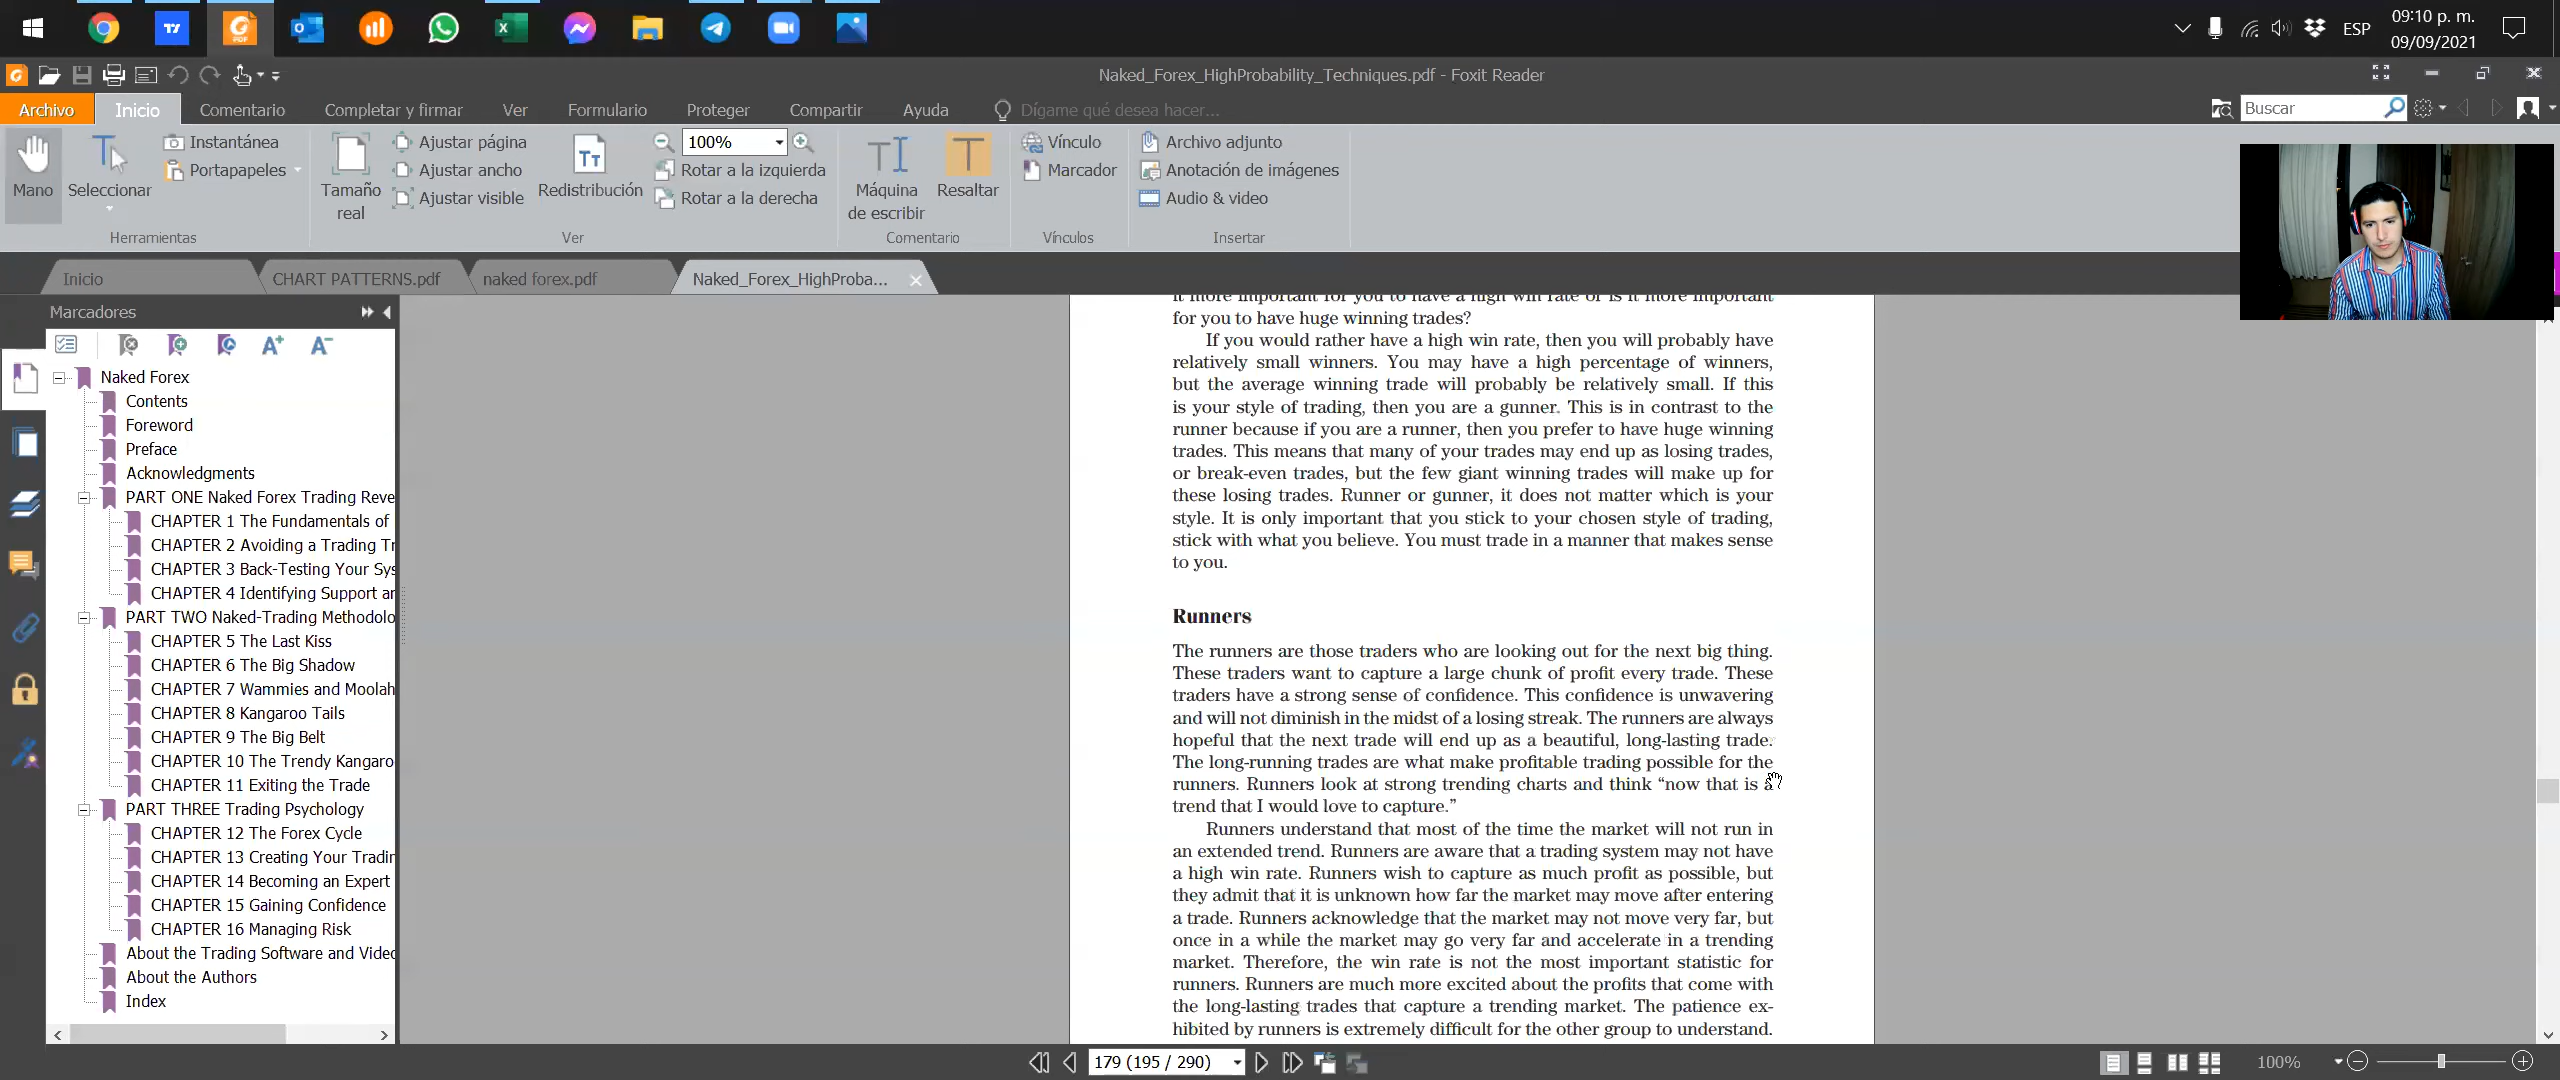 ESP
09:10 p. m.
09/09/2021
Naked_Forex_HighProbability_Techniques.pdf - Foxit Reader
Archivo
Inicio
Comentario
Completar y firmar
Ver
Formulario
Proteger
Compartir
Ayuda
Dígame qué desea hacer...
Buscar
Mano
Seleccionar
Instantánea
Portapapeles
Herramientas
Tamaño
real
Ajustar página
Ajustar ancho
Ajustar visible
Redistribución
100%
Rotar a la izquierda
Rotar a la derecha
Ver
Máquina
de escribir
Resaltar
Comentario
Vínculo
Marcador
Vínculos
Archivo adjunto
Anotación de imágenes
Audio & video
Insertar
Inicio
CHART PATTERNS.pdf
naked forex.pdf
Naked_Forex_HighProba...
Marcadores
Naked Forex
Contents
Foreword
Preface
Acknowledgments
PART ONE Naked Forex Trading Reve
CHAPTER 1 The Fundamentals of
CHAPTER 2 Avoiding a Trading Tr
CHAPTER 3 Back-Testing Your Sys
CHAPTER 4 Identifying Support an
PART TWO Naked-Trading Methodolo
CHAPTER 5 The Last Kiss
CHAPTER 6 The Big Shadow
CHAPTER 7 Wammies and Moolah
CHAPTER 8 Kangaroo Tails
CHAPTER 9 The Big Belt
CHAPTER 10 The Trendy Kangaro
CHAPTER 11 Exiting the Trade
PART THREE Trading Psychology
CHAPTER 12 The Forex Cycle
CHAPTER 13 Creating Your Tradin
CHAPTER 14 Becoming an Expert
CHAPTER 15 Gaining Confidence
CHAPTER 16 Managing Risk
About the Trading Software and Video
About the Authors
Index
it more important for you to have a high win rate or is it more important
for you to have huge winning trades?
If you would rather have a high win rate, then you will probably have
relatively small winners. You may have a high percentage of winners,
but the average winning trade will probably be relatively small. If this
is your style of trading, then you are a gunner. This is in contrast to the
runner because if you are a runner, then you prefer to have huge winning
trades. This means that many of your trades may end up as losing trades,
or break-even trades, but the few giant winning trades will make up for
these losing trades. Runner or gunner, it does not matter which is your
style. It is only important that you stick to your chosen style of trading,
stick with what you believe. You must trade in a manner that makes sense
to you.
Runners
The runners are those traders who are looking out for the next big thing.
These traders want to capture a large chunk of profit every trade. These
traders have a strong sense of confidence. This confidence is unwavering
and will not diminish in the midst of a losing streak. The runners are always
hopeful that the next trade will end up as a beautiful, long-lasting trade.
The long-running trades are what make profitable trading possible for the
runners. Runners look at strong trending charts and think “now that is a
trend that I would love to capture.”
Runners understand that most of the time the market will not run in
an extended trend. Runners are aware that a trading system may not have
a high win rate. Runners wish to capture as much profit as possible, but
they admit that it is unknown how far the market may move after entering
a trade. Runners acknowledge that the market may not move very far, but
once in a while the market may go very far and accelerate in a trending
market. Therefore, the win rate is not the most important statistic for
runners. Runners are much more excited about the profits that come with
the long-lasting trades that capture a trending market. The patience ex-
hibited by runners is extremely difficult for the other group to understand.
179 (195 / 290)
100%